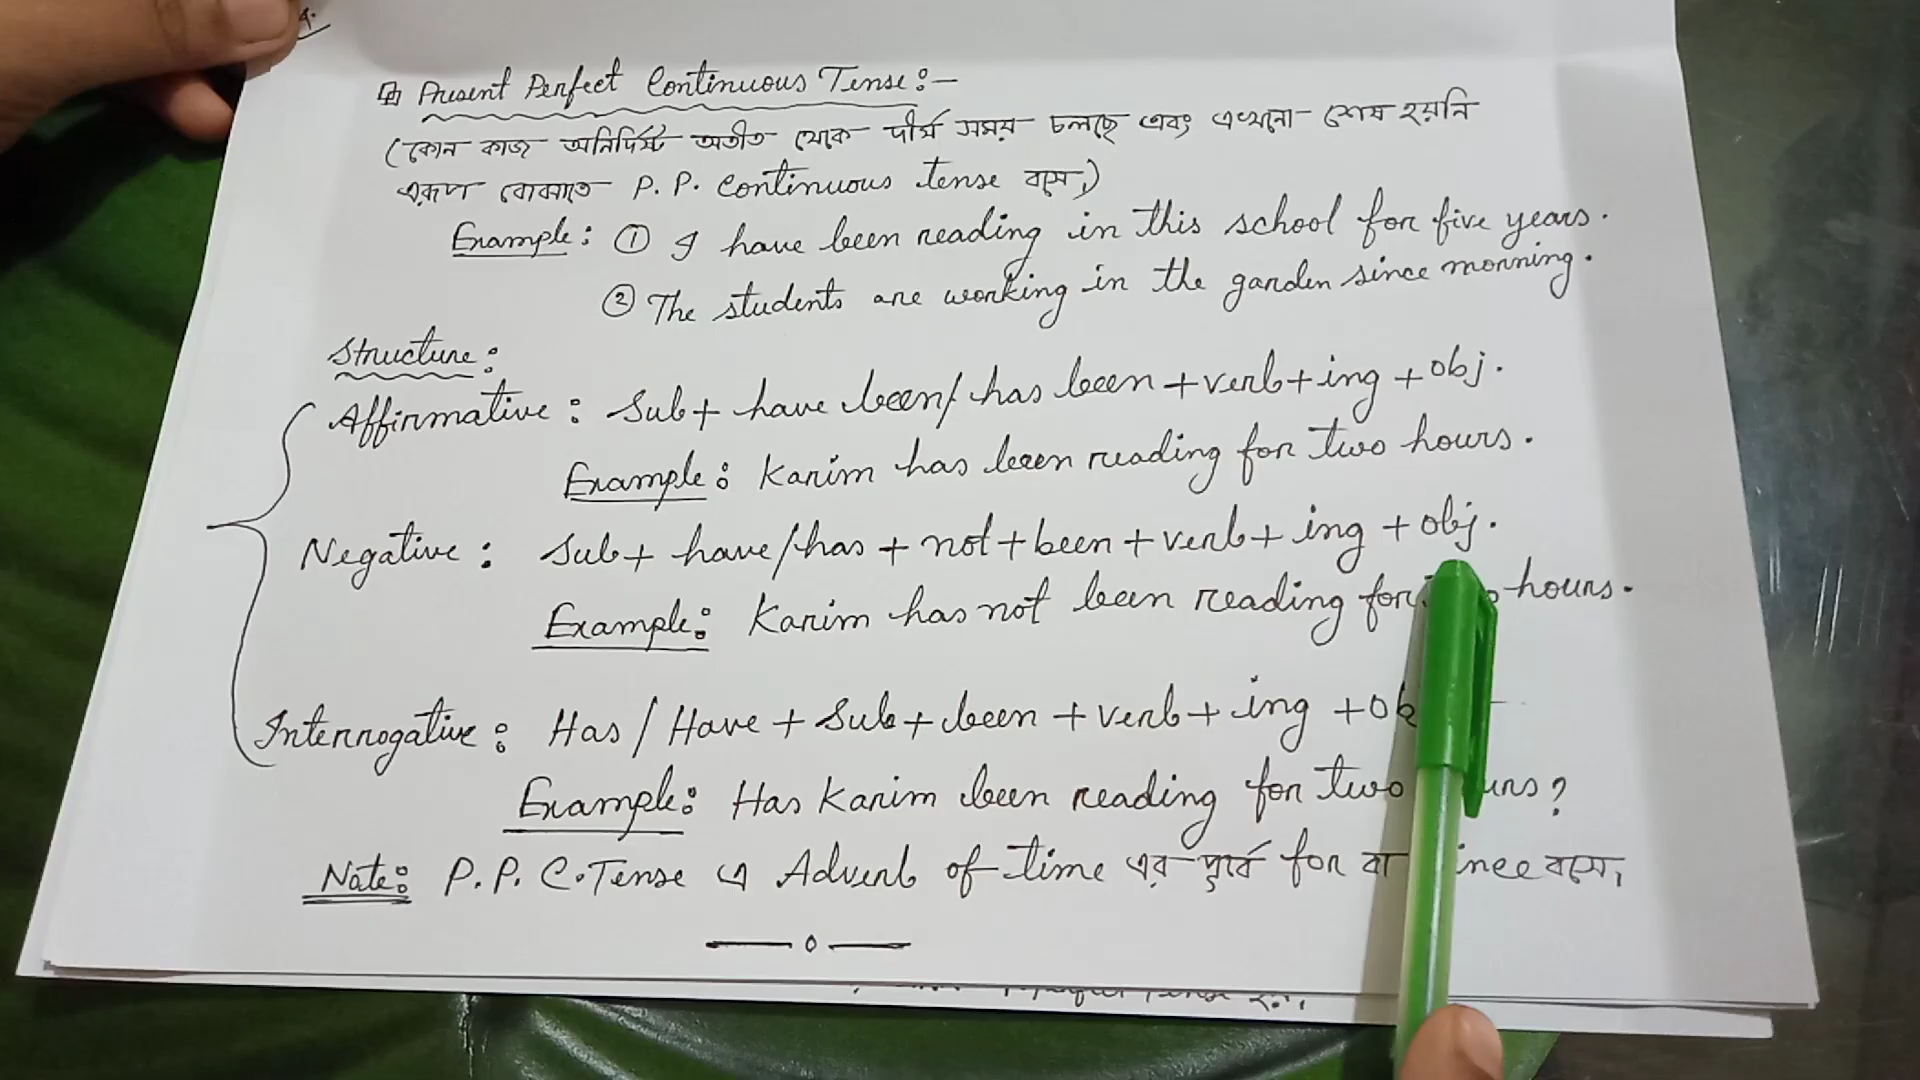 Present Perfect Continuous Tense:-
(কোন কাজ অনির্দিষ্ট অতীত থেকে দীর্ঘ সময় চলছে এবং এখনো শেষ হয়নি
এরূপ বোঝাতে P.P. Continuous tense বসে।)
Example: ① I have been reading in this school for five years.
② The students are working in the garden since morning.
Structure:
Affirmative: Sub+ have been/has been +verb+ing +obj.
Example: Karim has been reading for two hours.
Negative: Sub+ have/has + not+been +verb+ ing +obj.
Example: Karim has not been reading for hours.
Interrogative: Has / Have + Sub+been +verb+ing +
Example: Has Karim been reading for two ?
Note: P.P.C.Tense এ Adverb of time এর পূর্বে for বা বসে।